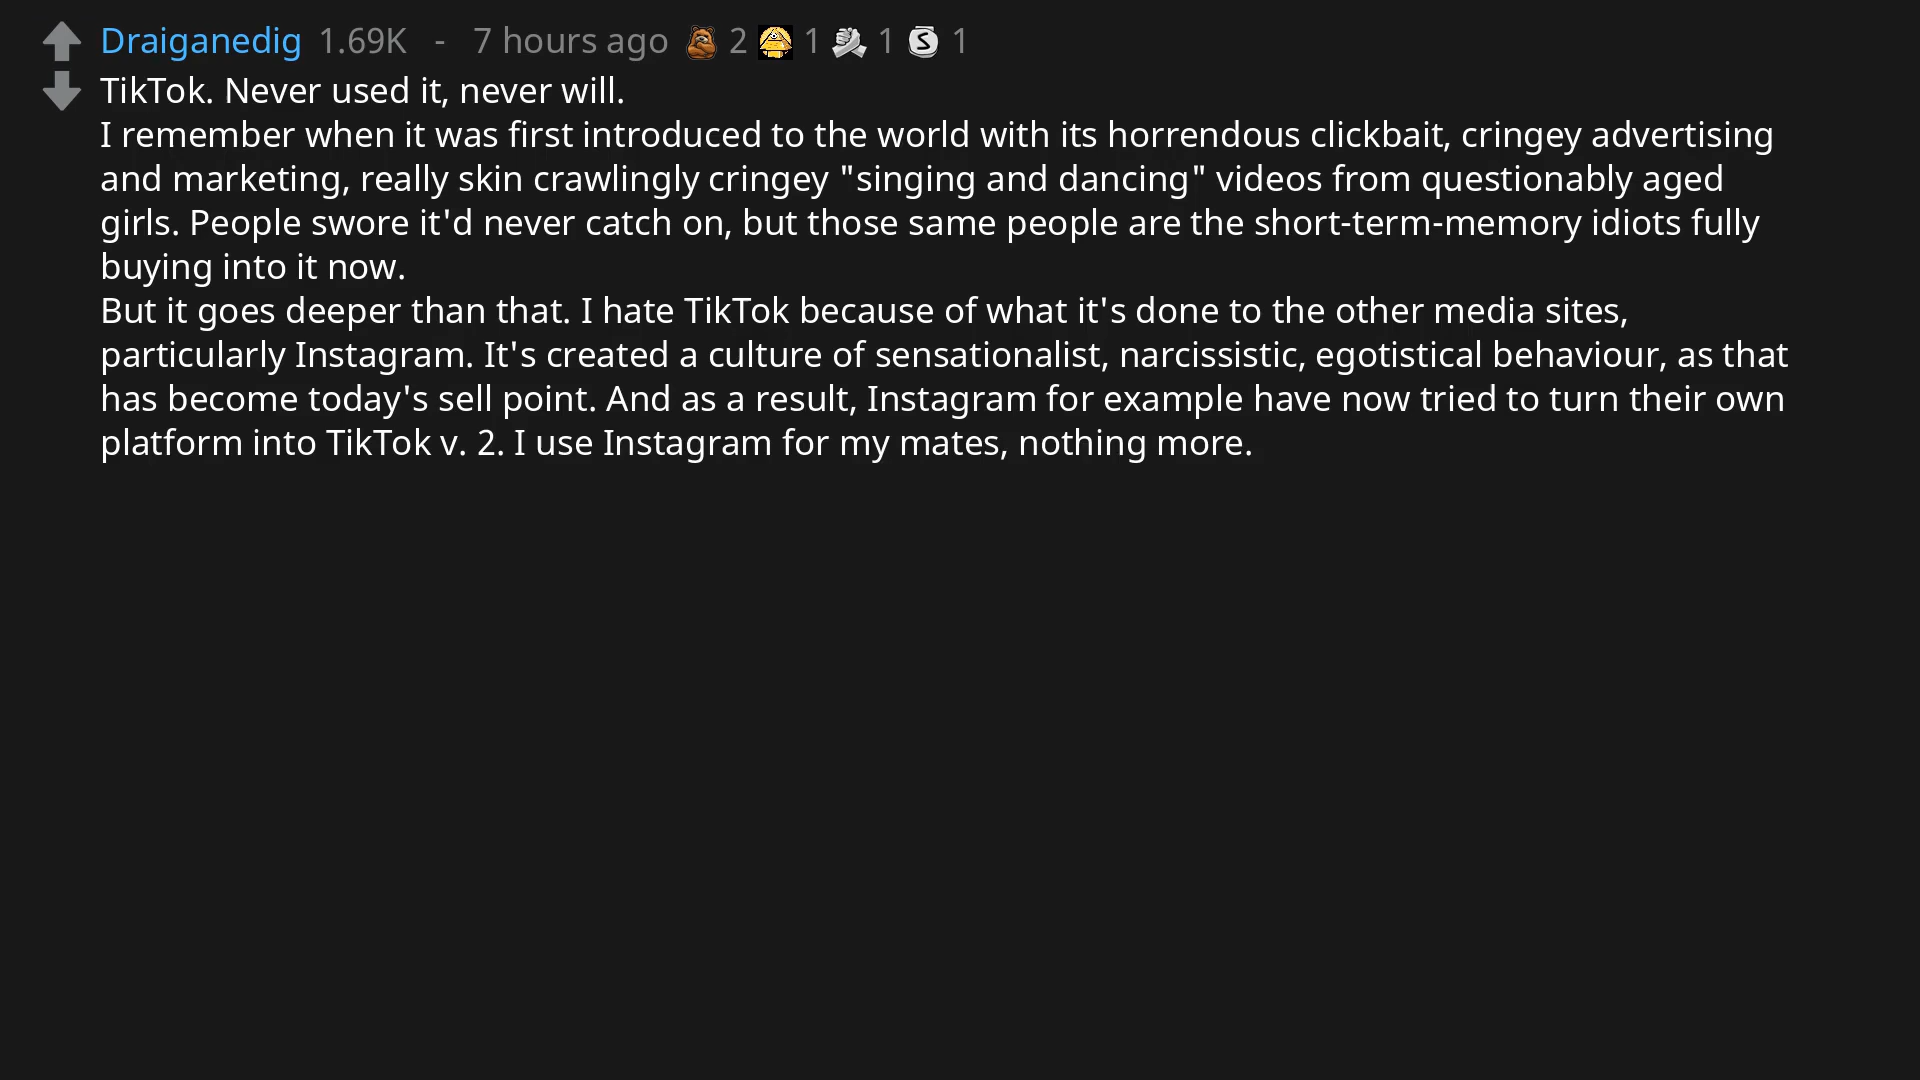 Draiganedig 1.69K - 7 hours ago 2 1 1 S 1
TikTok. Never used it, never will.
I remember when it was first introduced to the world with its horrendous clickbait, cringey advertising
and marketing, really skin crawlingly cringey "singing and dancing" videos from questionably aged
girls. People swore it'd never catch on, but those same people are the short-term-memory idiots fully
buying into it now.
But it goes deeper than that. I hate TikTok because of what it's done to the other media sites,
particularly Instagram. It's created a culture of sensationalist, narcissistic, egotistical behaviour, as that
has become today's sell point. And as a result, Instagram for example have now tried to turn their own
platform into TikTok v. 2. I use Instagram for my mates, nothing more.